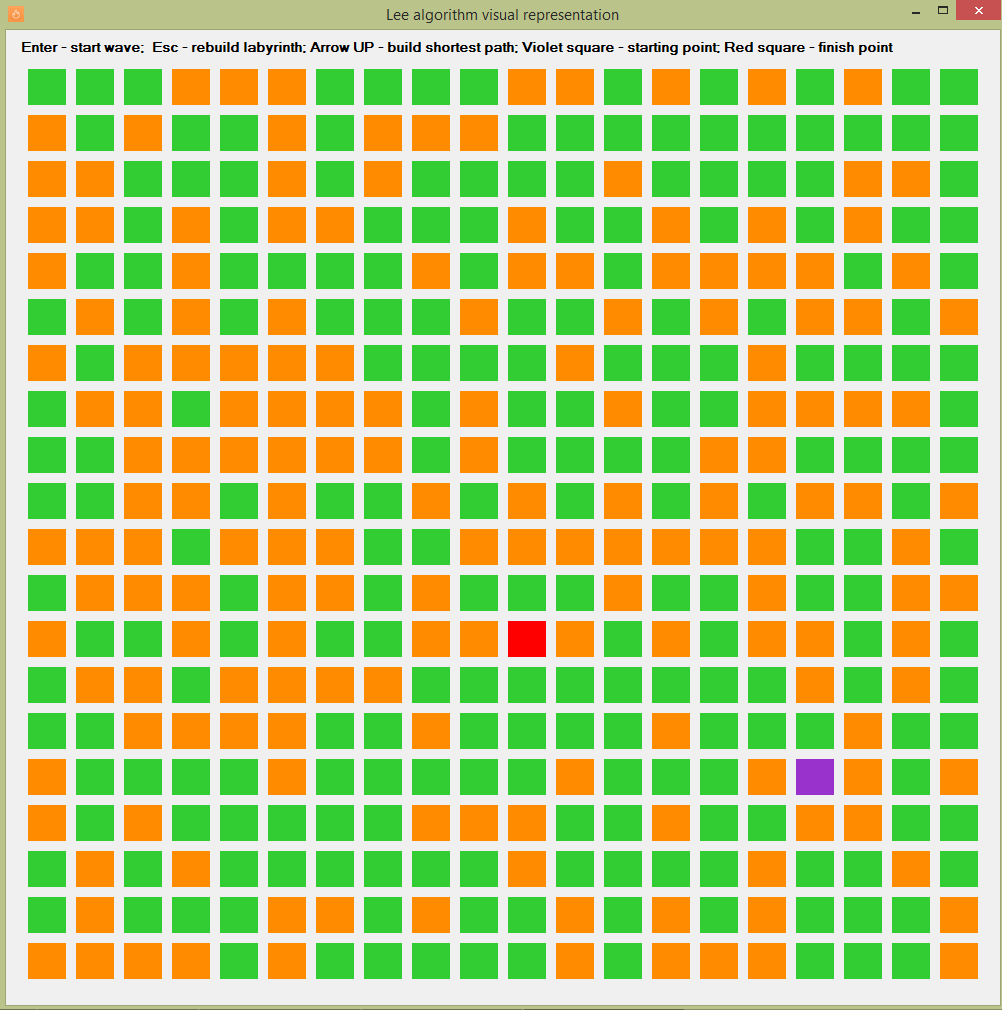 Lee algorithm visual representation
Enter - start wave;  Esc - rebuild labyrinth; Arrow UP - build shortest path; Violet square - starting point; Red square - finish point